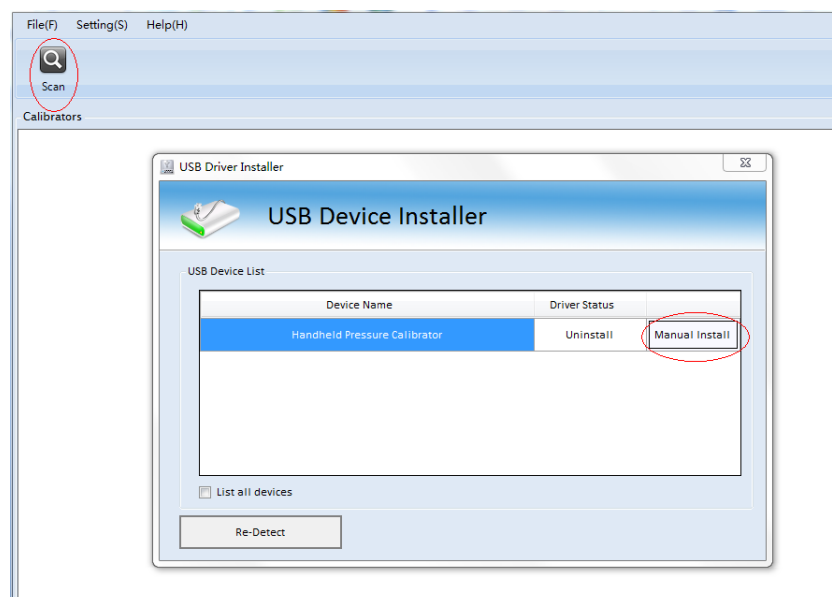 File(F) Setting(S) Help(H)
Scan
Calibrators
USB Driver Installer
USB Device Installer
USB Device List
Device Name Driver Status
Handheld Pressure Calibrator Uninstall Manual Install
List all devices
Re-Detect